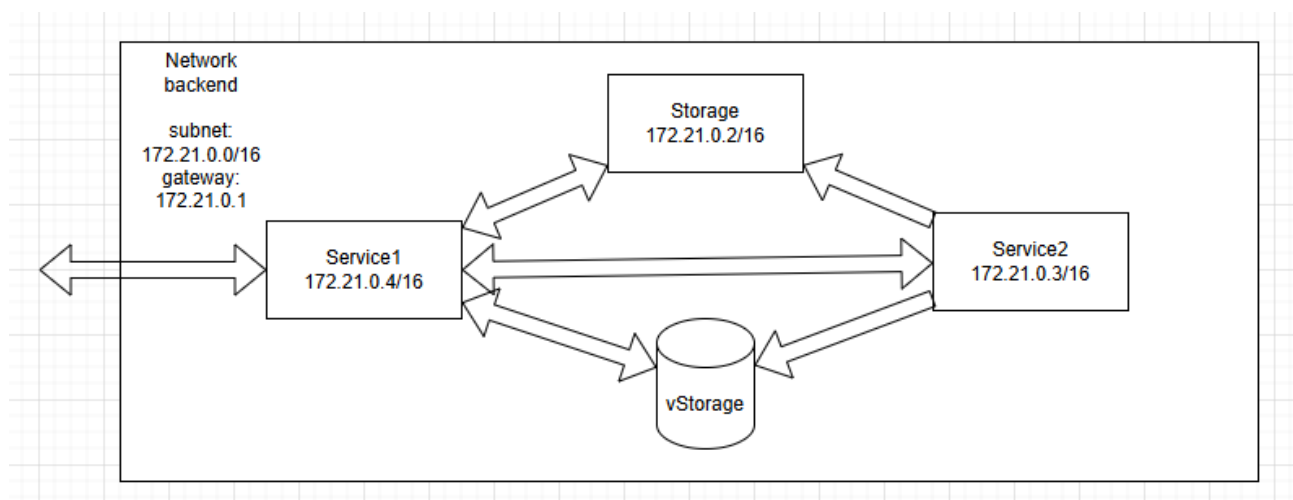 Network
backend
subnet:
172.21.0.0/16
gateway:
172.21.0.1
Storage
172.21.0.2/16
Service1
172.21.0.4/16
Service2
172.21.0.3/16
vStorage